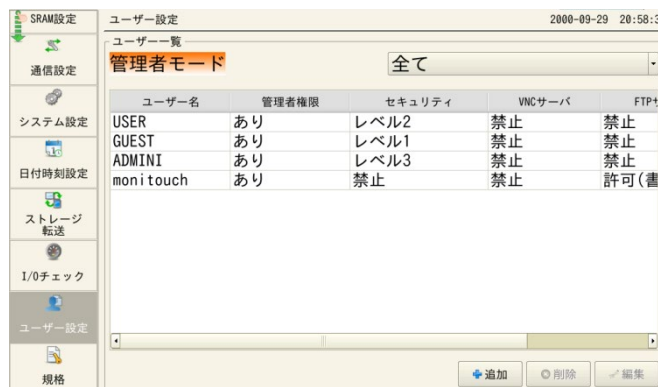 SRAM設定
通信設定
システム設定
日付時刻設定
ストレージ
転送
I/Oチェック
ユーザー設定
規格
ユーザー設定 2000-09-29 20:58:3
ユーザー一覧
管理者モード 全て
ユーザー名 管理者権限 セキュリティ VNCサーバ FTPサ
USER あり レベル2 禁止 禁止
GUEST あり レベル1 禁止 禁止
ADMINI あり レベル3 禁止 禁止
monitouch あり 禁止 禁止 許可(書
追加 削除 編集